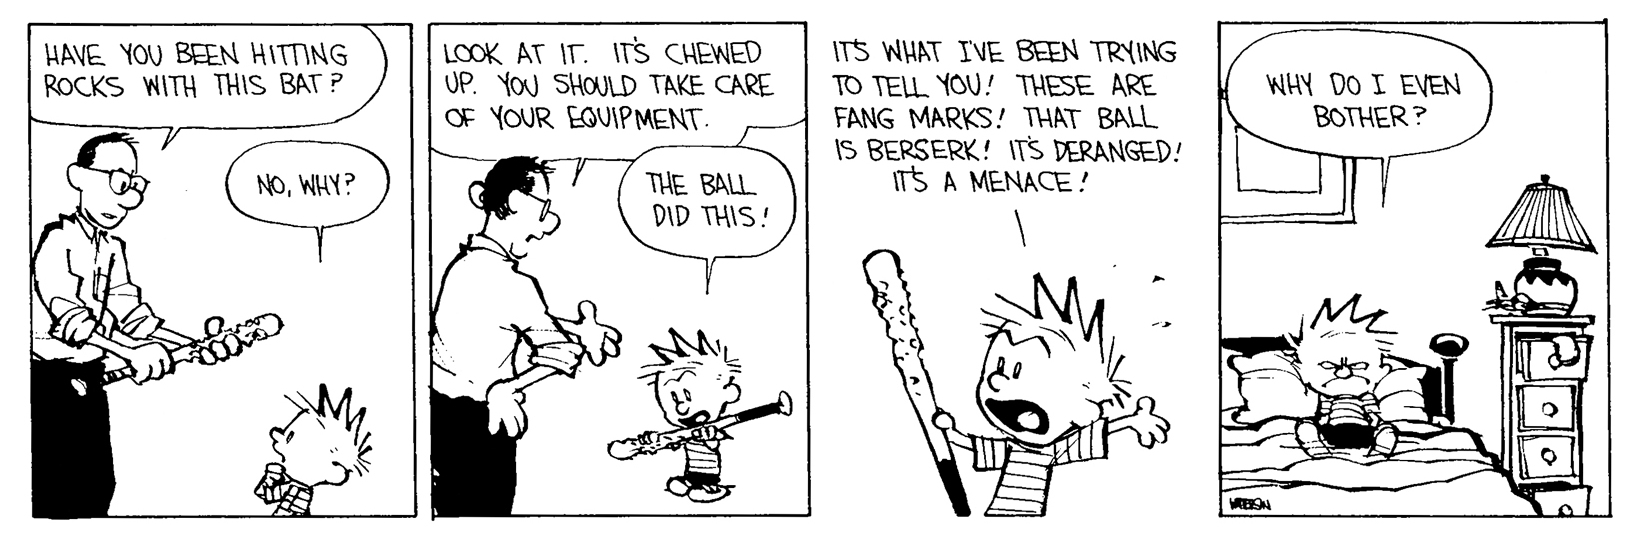 HAVE YOU BEEN HITTING
ROCKS WITH THIS BAT?
NO, WHY?
LOOK AT IT. IT'S CHEWED
UP. YOU SHOULD TAKE CARE
OF YOUR EQUIPMENT.
THE BALL
DID THIS!
IT'S WHAT I'VE BEEN TRYING
TO TELL YOU! THESE ARE
FANG MARKS! THAT BALL
IS BERSERK! IT'S DERANGED!
IT'S A MENACE!
WHY DO I EVEN
BOTHER?
WATTERSON